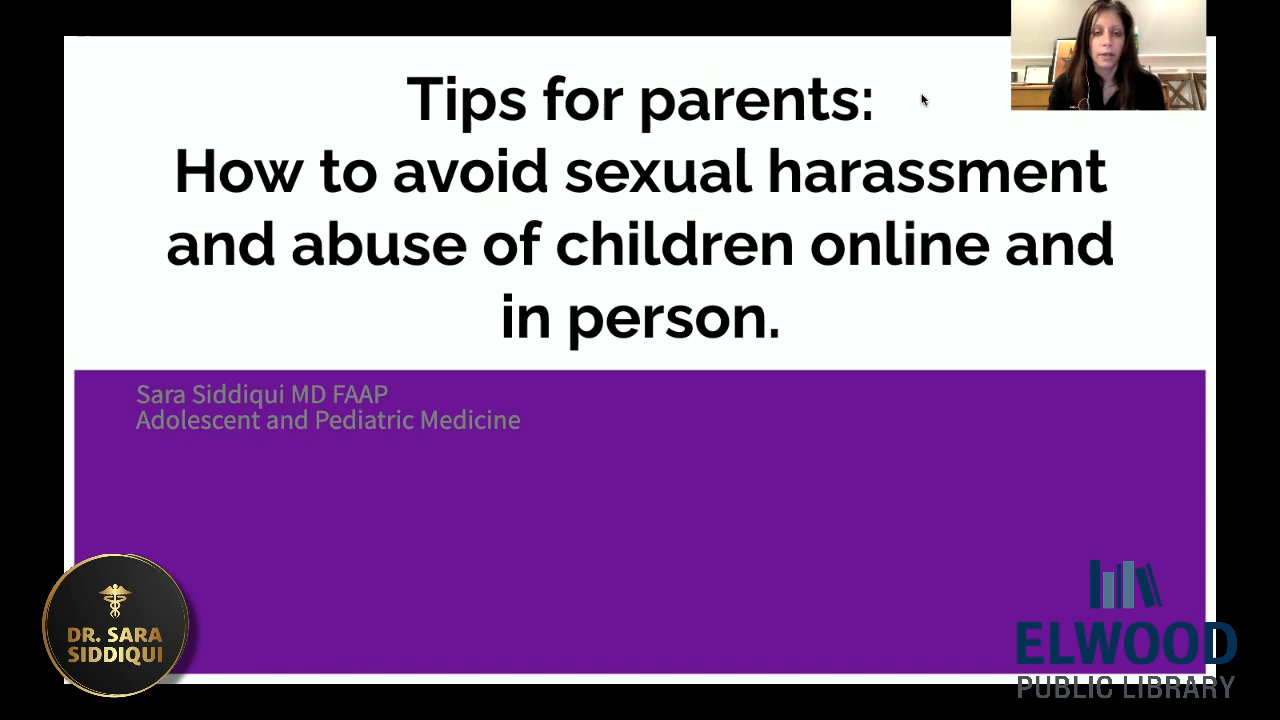 Tips for parents:
How to avoid sexual harassment
and abuse of children online and
in person.
Sara Siddiqui MD FAAP
Adolescent and Pediatric Medicine
DR. SARA
SIDDIQUI
ELWOOD
PUBLIC LIBRARY